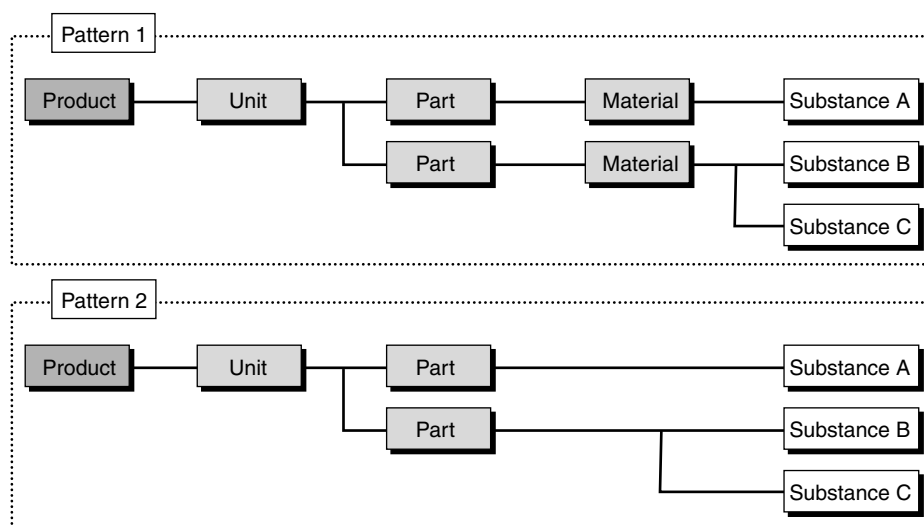 Pattern 1
Product Unit Part Material Substance A
Part Material Substance B
Substance C
Pattern 2
Product Unit Part Substance A
Part Substance B
Substance C